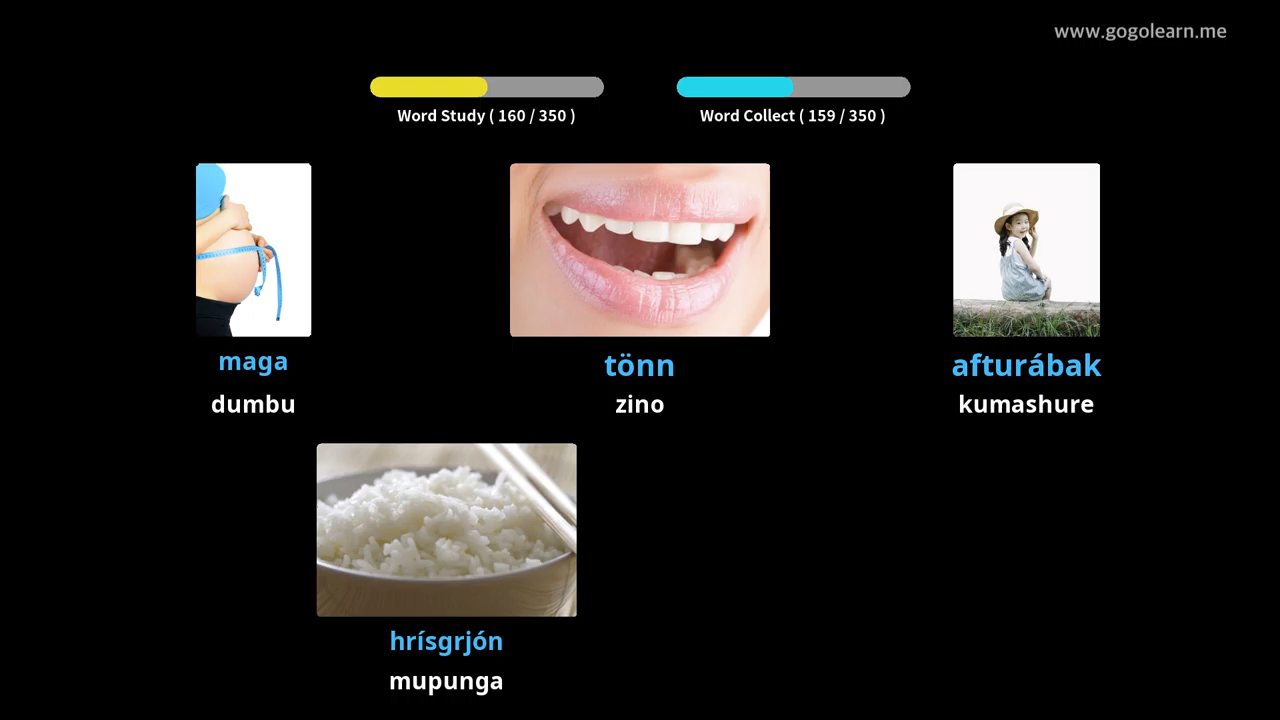 www.gogolearn.me
Word Study ( 160 / 350 )
Word Collect ( 159 / 350 )
maga
dumbu
tönn
zino
afturábak
kumashure
hrísgrjón
mupunga